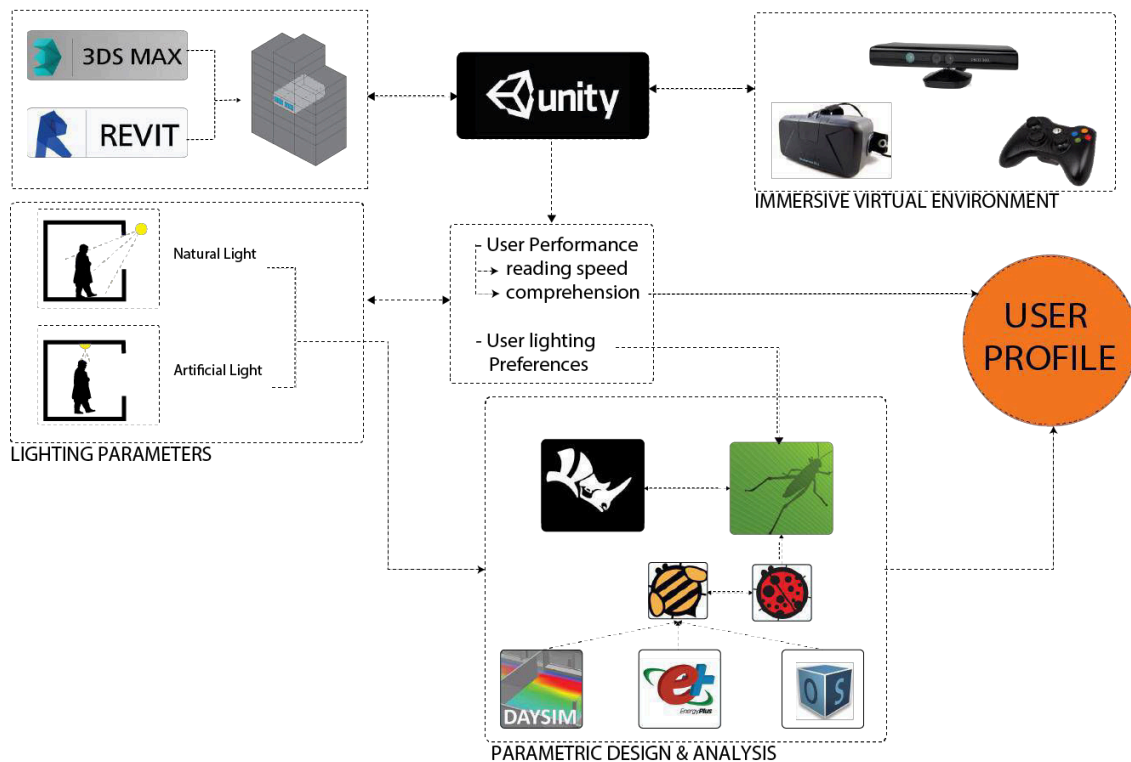 3DS MAX
REVIT
unity
IMMERSIVE VIRTUAL ENVIRONMENT
Natural Light
Artificial Light
LIGHTING PARAMETERS
- User Performance
reading speed
comprehension
- User lighting
Preferences
USER
PROFILE
DAYSIM
e+
EnergyPlus
O S
PARAMETRIC DESIGN & ANALYSIS